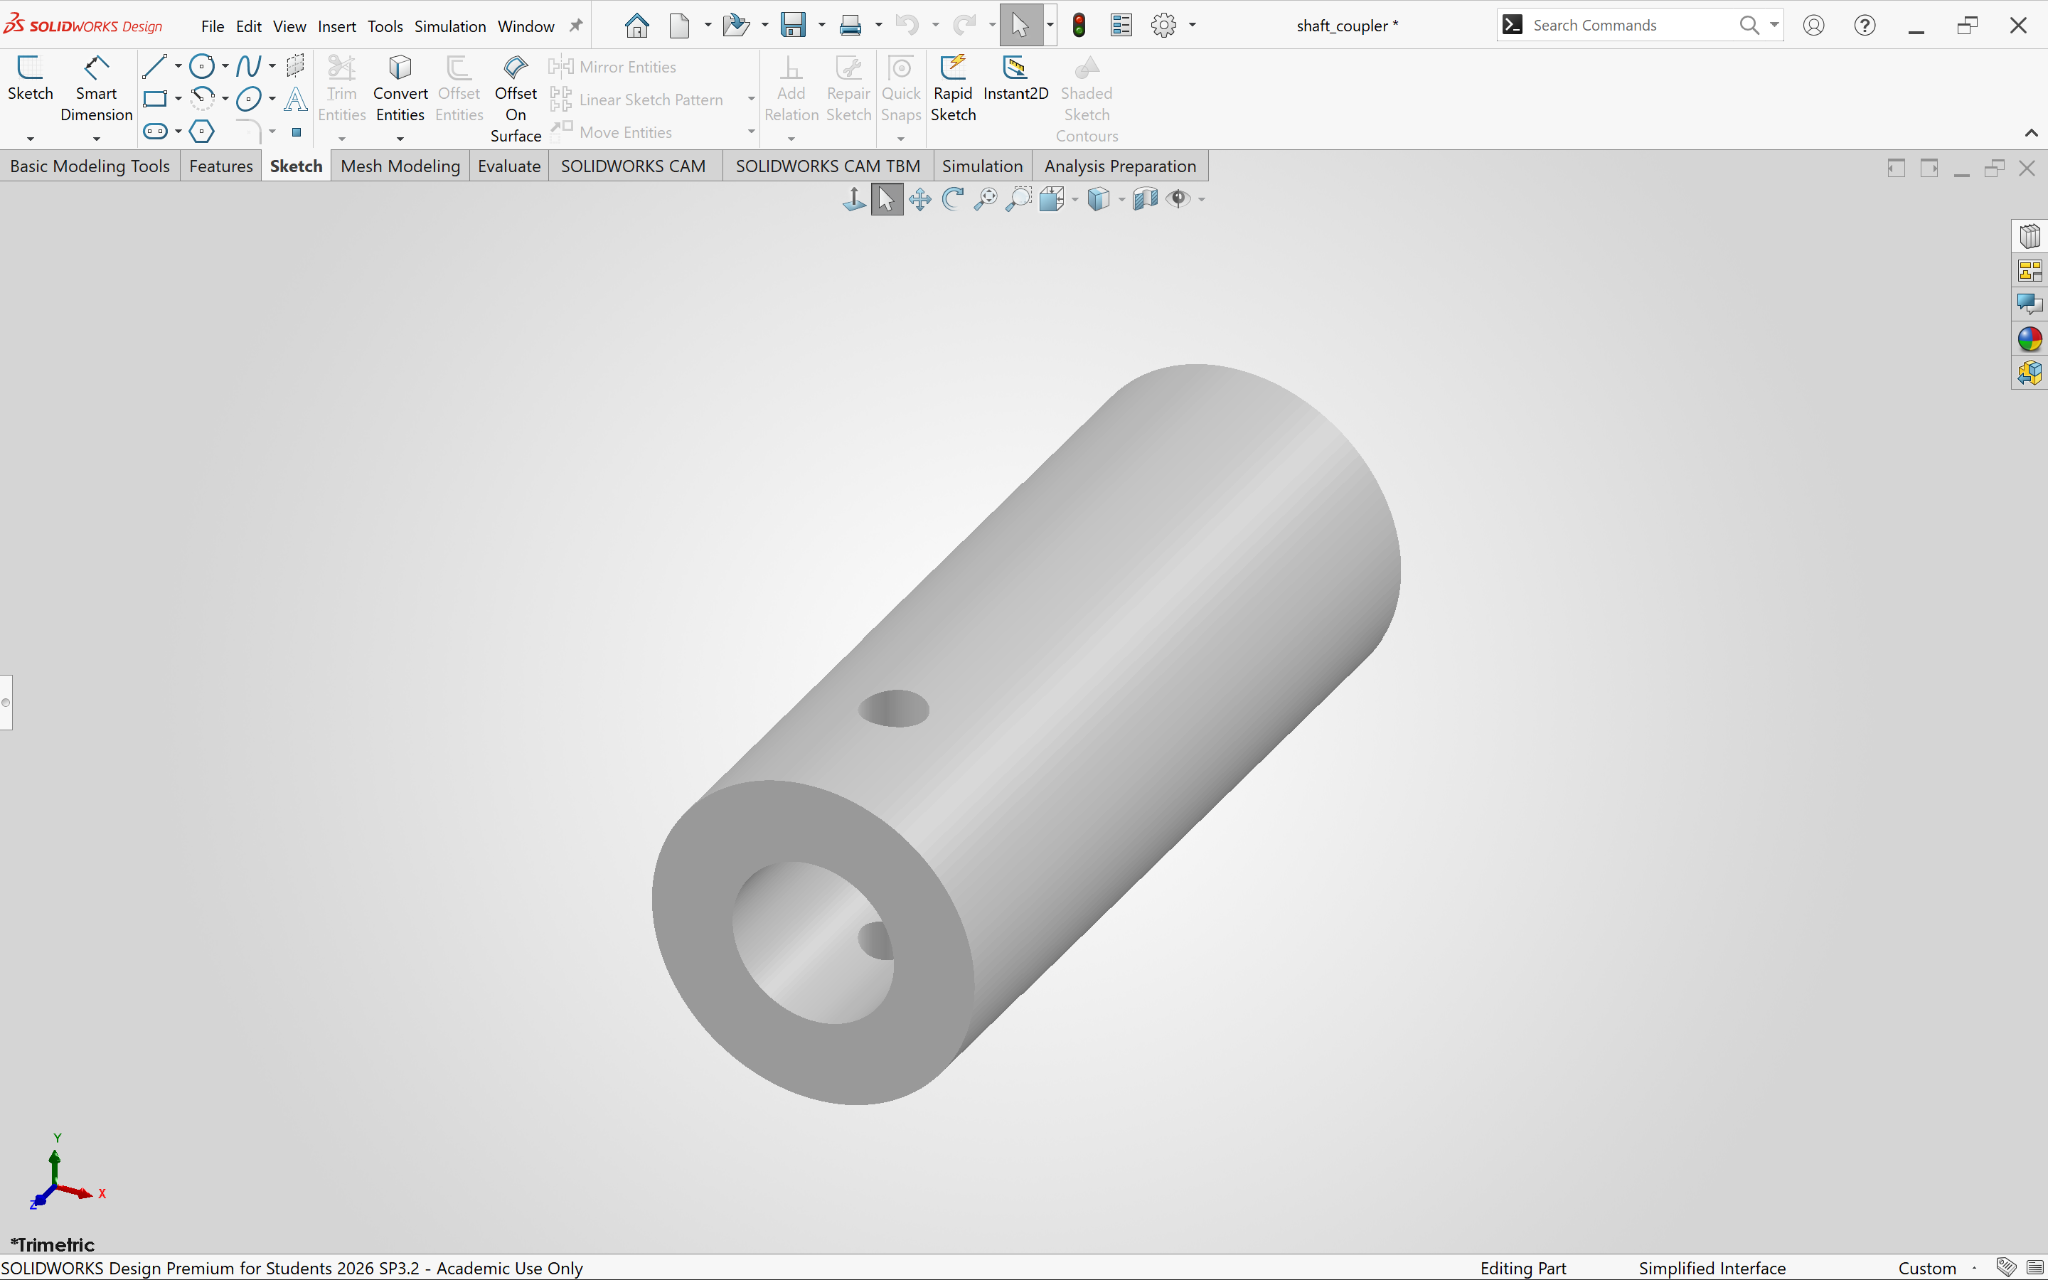 SOLIDWORKS Design File Edit View Insert Tools Simulation Window shaft_coupler * Search Commands
Sketch
Smart Dimension
Trim Entities
Convert Entities
Offset Entities
Offset On Surface
Mirror Entities
Linear Sketch Pattern
Move Entities
Add Relation
Repair Sketch
Quick Snaps
Rapid Sketch
Instant2D
Shaded Sketch Contours
Basic Modeling Tools Features Sketch Mesh Modeling Evaluate SOLIDWORKS CAM SOLIDWORKS CAM TBM Simulation Analysis Preparation
Y
X
Z
*Trimetric
SOLIDWORKS Design Premium for Students 2026 SP3.2 - Academic Use Only Editing Part Simplified Interface Custom